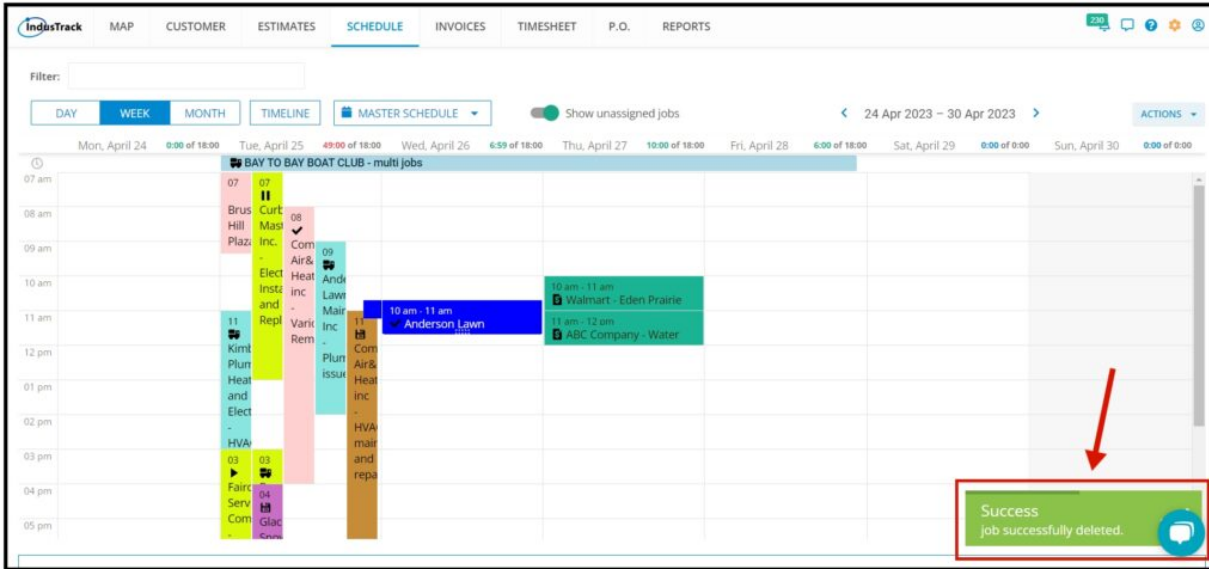 IndusTrack MAP CUSTOMER ESTIMATES SCHEDULE INVOICES TIMESHEET P.O. REPORTS 230
Filter:
DAY WEEK MONTH TIMELINE MASTER SCHEDULE Show unassigned jobs 24 Apr 2023 – 30 Apr 2023 ACTIONS
Mon, April 24 0:00 of 18:00 Tue, April 25 49:00 of 18:00 Wed, April 26 6:59 of 18:00 Thu, April 27 10:00 of 18:00 Fri, April 28 6:00 of 18:00 Sat, April 29 0:00 of 0:00 Sun, April 30 0:00 of 0:00
BAY TO BAY BOAT CLUB - multi jobs
07 am
08 am
09 am
10 am
11 am
12 pm
01 pm
02 pm
03 pm
04 pm
05 pm
07
Brus
Hill
Plaza
11
Kimb
Plum
Heat
and
Elect
-
HVA
03
Fairc
Serv
Com
-
07
Curb
Mast
Inc.
-
Elect
Insta
and
Repl
03
04
Glac
Snow
08
Com
Air&
Heat
inc
-
Vario
Rem
09
Ande
Lawn
Main
Inc
-
Plum
issue
11
Com
Air&
Heat
inc
-
HVA
main
and
repa
10 am - 11 am
Anderson Lawn
10 am - 11 am
Walmart - Eden Prairie
11 am - 12 pm
ABC Company - Water
Success
job successfully deleted.